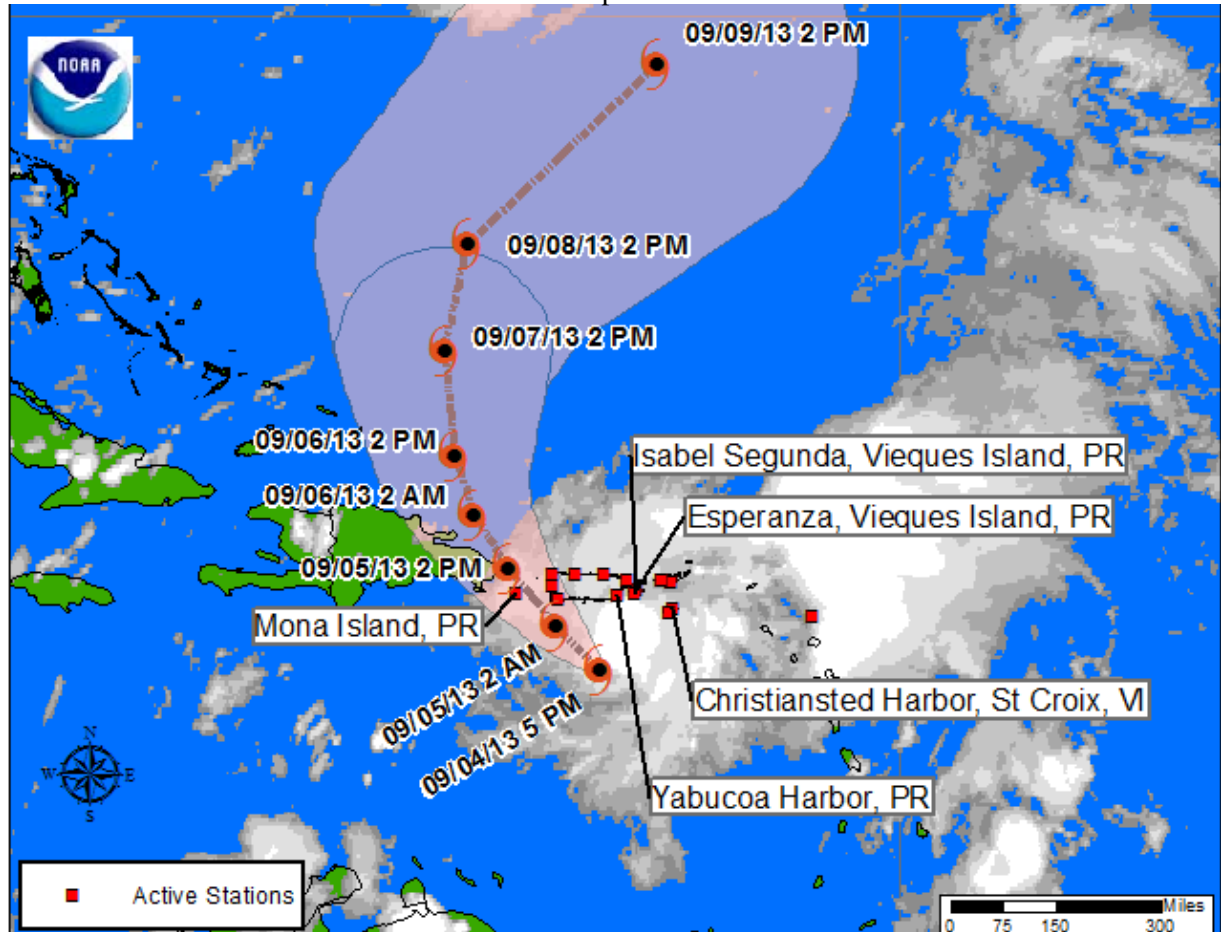 NOAA
09/09/13 2 PM
09/08/13 2 PM
09/07/13 2 PM
09/06/13 2 PM
09/06/13 2 AM
09/05/13 2 PM
09/05/13 2 AM
09/04/13 5 PM
Isabel Segunda, Vieques Island, PR
Esperanza, Vieques Island, PR
Mona Island, PR
Christiansted Harbor, St Croix, VI
Yabucoa Harbor, PR
N
W E
S
Active Stations
Miles
0 75 150 300